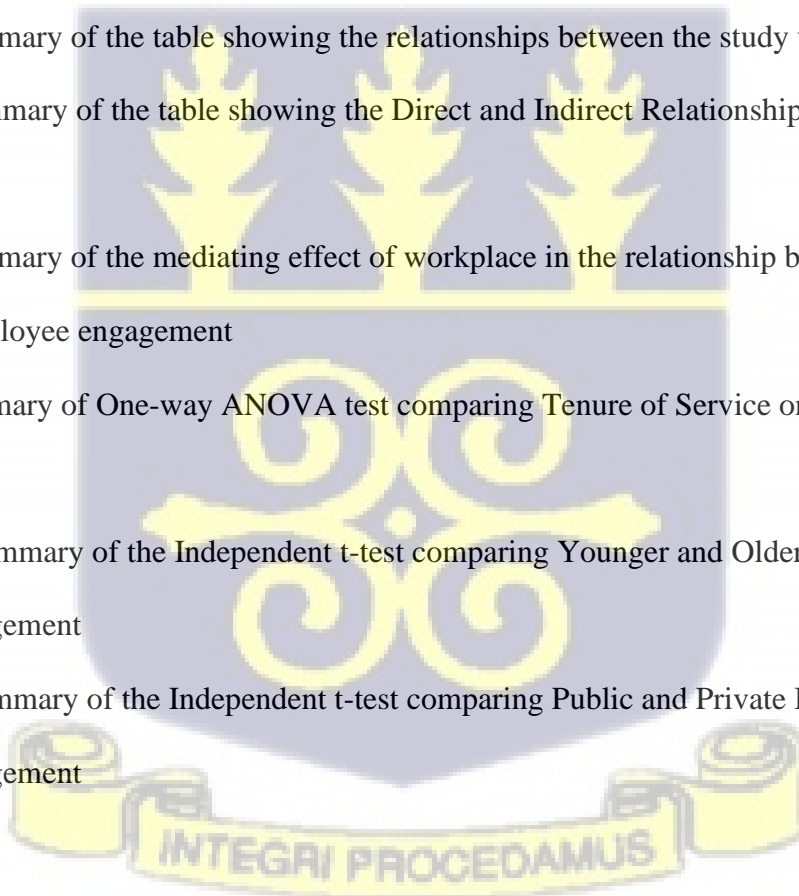 mary of the table showing the relationships between the study
mmary of the table showing the Direct and Indirect Relationship
mary of the mediating effect of workplace in the relationship b
loyee engagement
mary of One-way ANOVA test comparing Tenure of Service on
mmary of the Independent t-test comparing Younger and Older
gement
mmary of the Independent t-test comparing Public and Private
gement
INTEGRI PROCEDAMUS